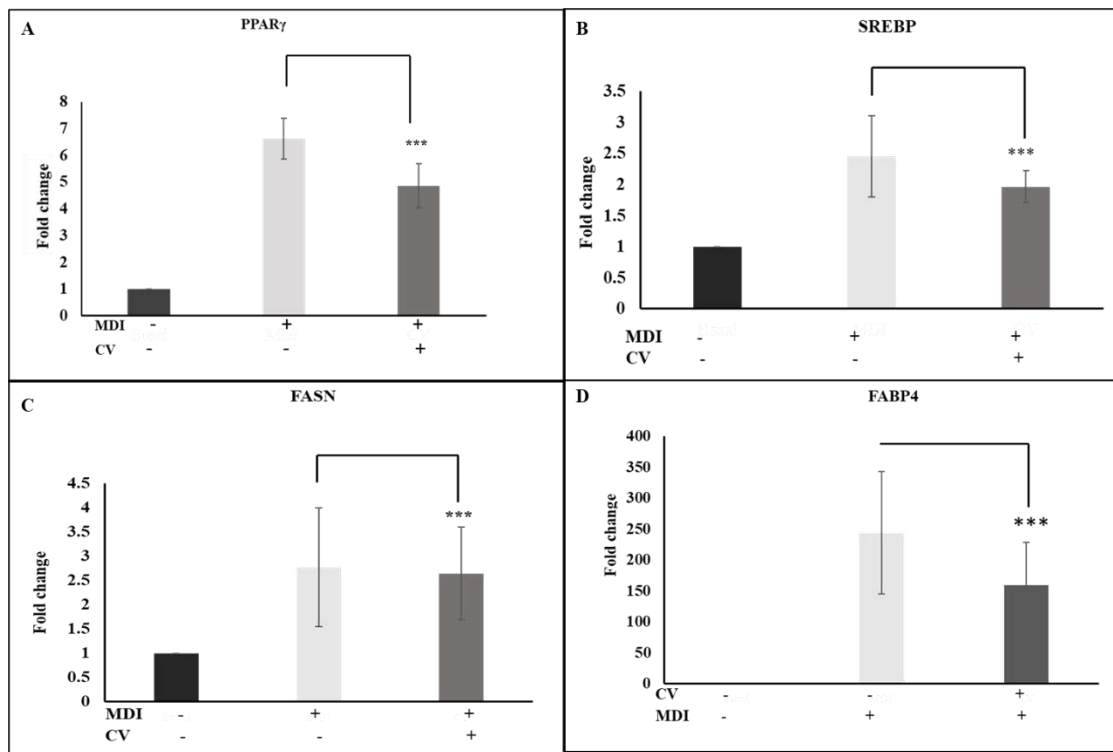 A
PPARγ
Fold change
8
7
6
5
4
3
2
1
0
***
MDI - + +
CV - - +
B
SREBP
Fold change
3.5
3
2.5
2
1.5
1
0.5
0
***
MDI - + +
CV - - +
C
FASN
Fold change
4.5
4
3.5
3
2.5
2
1.5
1
0.5
0
***
MDI - + +
CV - - +
D
FABP4
Fold change
400
350
300
250
200
150
100
50
0
***
CV - - +
MDI - + +